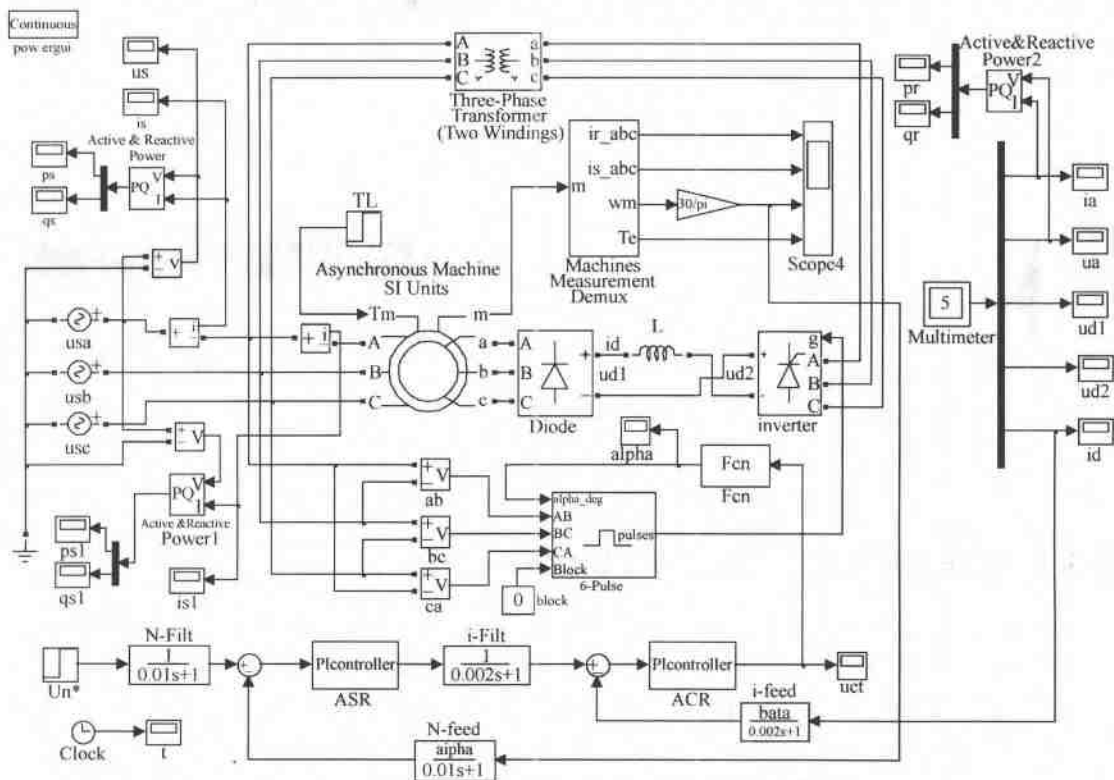 Continuous
pow ergui
us
is
Active & Reactive
Power
ps
qs
PQ
V
I
A
B
C
a
b
c
Three-Phase
Transformer
(Two Windings)
ir_abc
is_abc
m
wm
Te
30/pi
Machines
Measurement
Demux
Scope4
Active&Reactive
Power2
pr
qr
PQ
V
I
ia
ua
ud1
ud2
id
5
Multimeter
TL
Asynchronous Machine
SI Units
Tm
m
A
B
C
a
b
c
+
-
v
usa
usb
usc
+
i
-
+
i
-
A
B
C
+
−
Diode
id
ud1
L
ud2
+
-
g
A
B
C
inverter
+
-
v
PQ
V
I
Active &Reactive
Power1
ps1
qs1
is1
alpha
Fcn
Fcn
+
-
v
ab
+
-
v
bc
+
-
v
ca
alpha_deg
AB
BC
CA
Block
pulses
6-Pulse
0
block
Un*
N-Filt
1
0.01s+1
PIcontroller
ASR
i-Filt
1
0.002s+1
PIcontroller
ACR
uct
i-feed
bata
0.002s+1
Clock
t
N-feed
aipha
0.01s+1